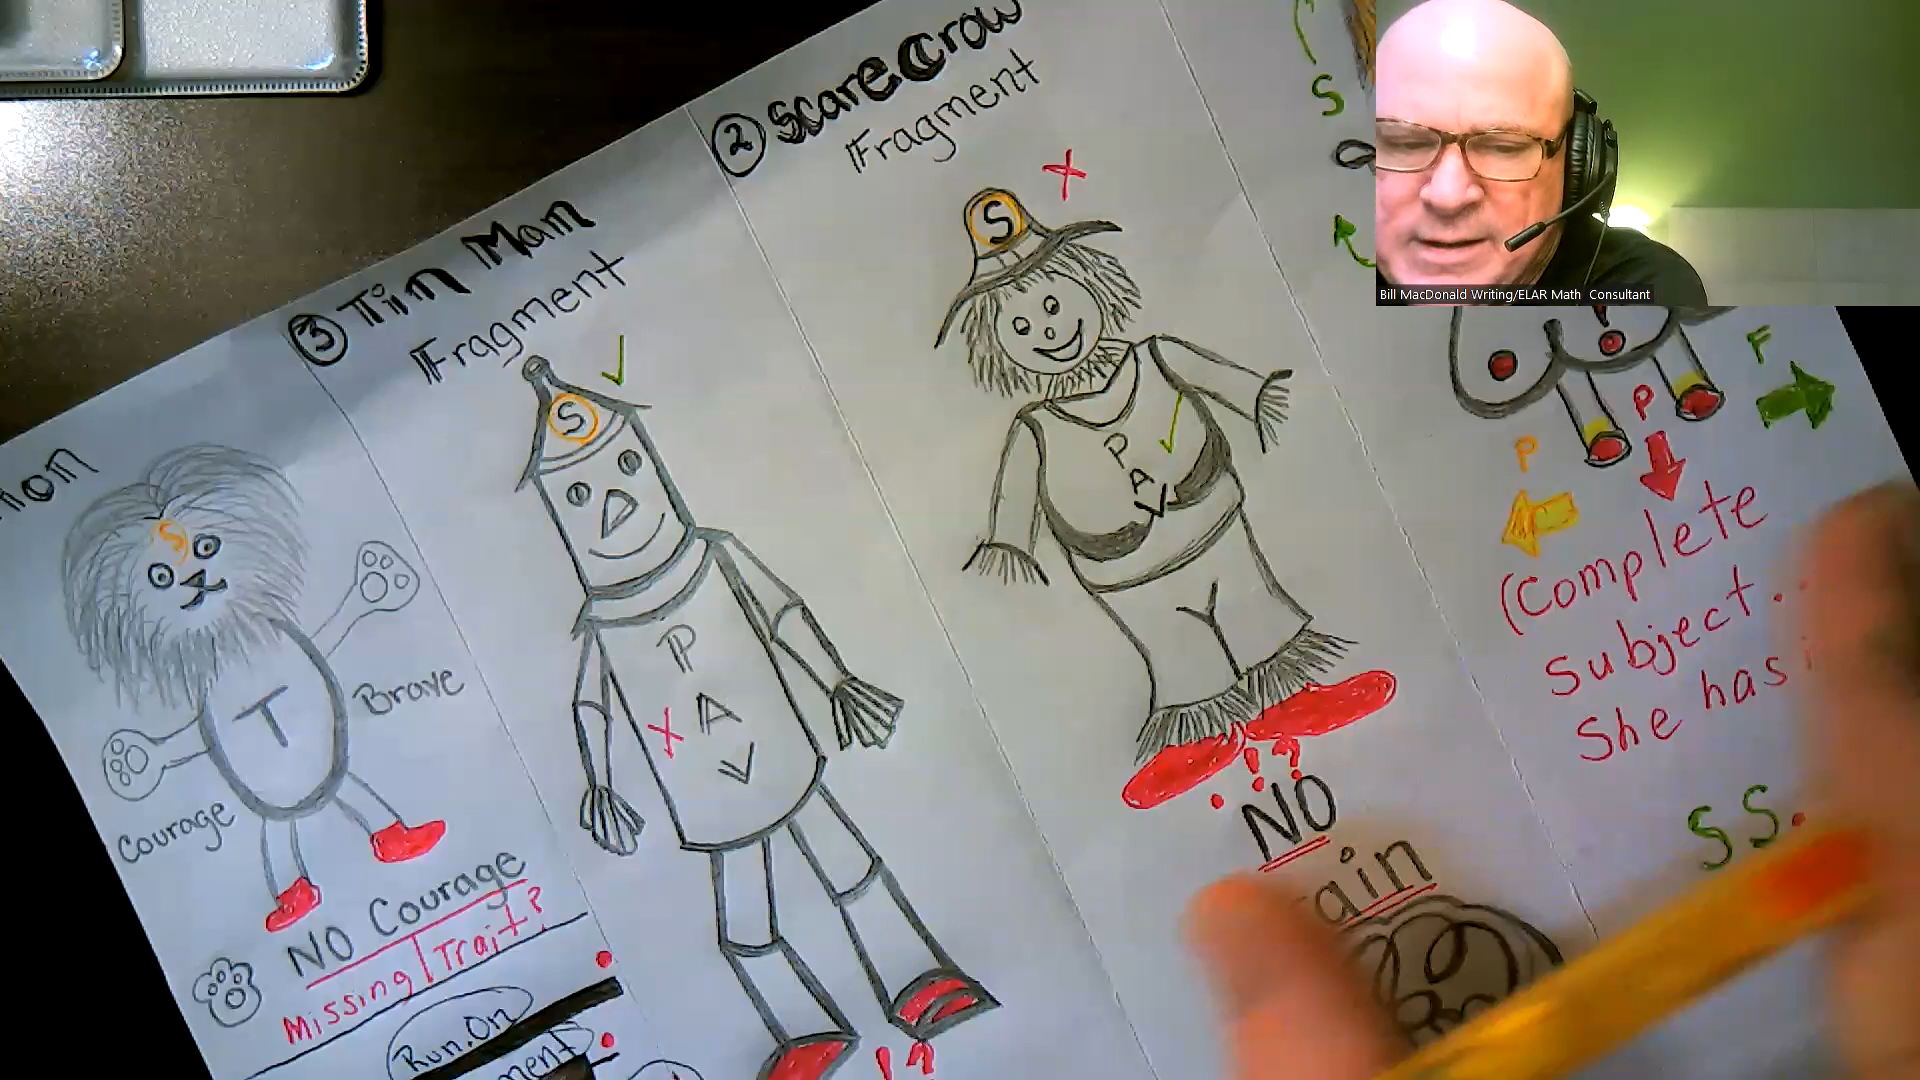 ② Scarecrow
Fragment
X
S
P
A
V
NO
③ Tin Man
Fragment
S
P
X A
V
!?
S
T
Brave
Courage
NO Courage
Missing/Trait?
Run.On
S
P
P
F
(Complete
subject..
She has
SS.
Bill MacDonald Writing/ELAR Math Consultant